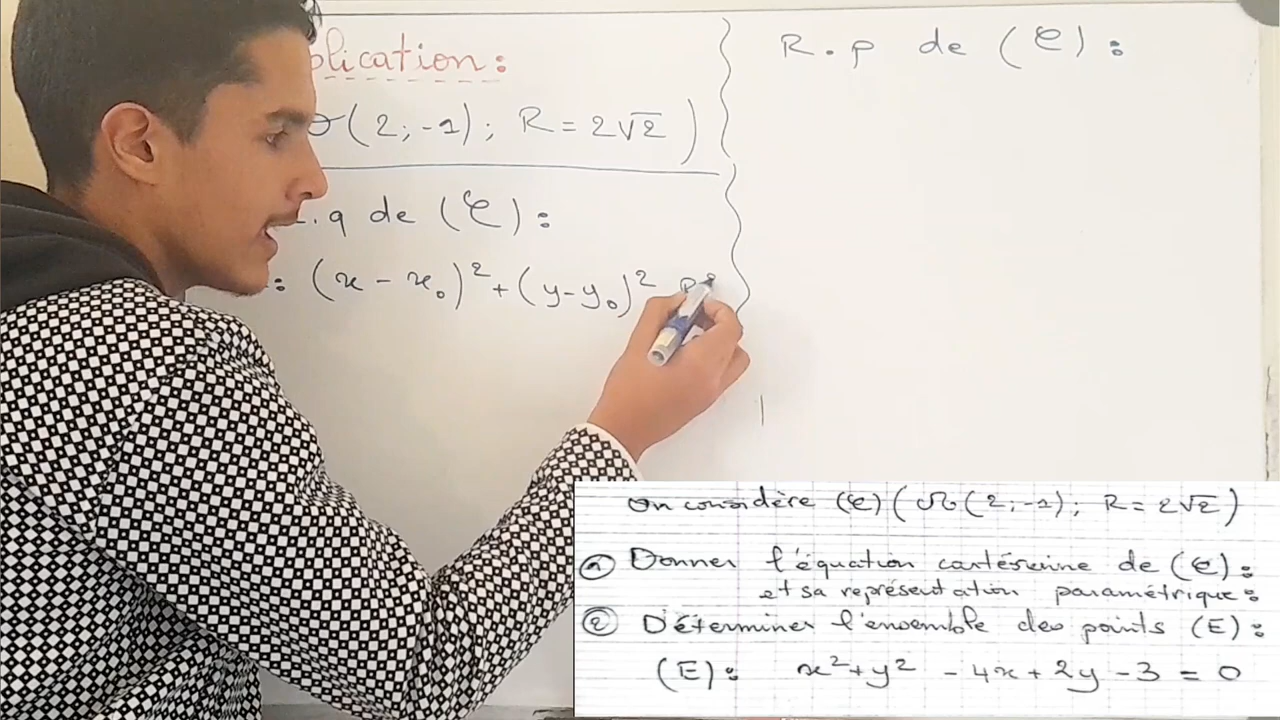 plication:
(2;-1); R = 2√2)
.q de (C):
: (x - x₀)² + (y - y₀)² R²
R.p de (C):
On considère (C) (Ω(2;-1); R = 2√2)
① Donner l'équation cartésienne de (C):
et sa représentation paramétrique:
② Déterminer l'ensemble des points (E):
(E): x² + y² - 4x + 2y - 3 = 0